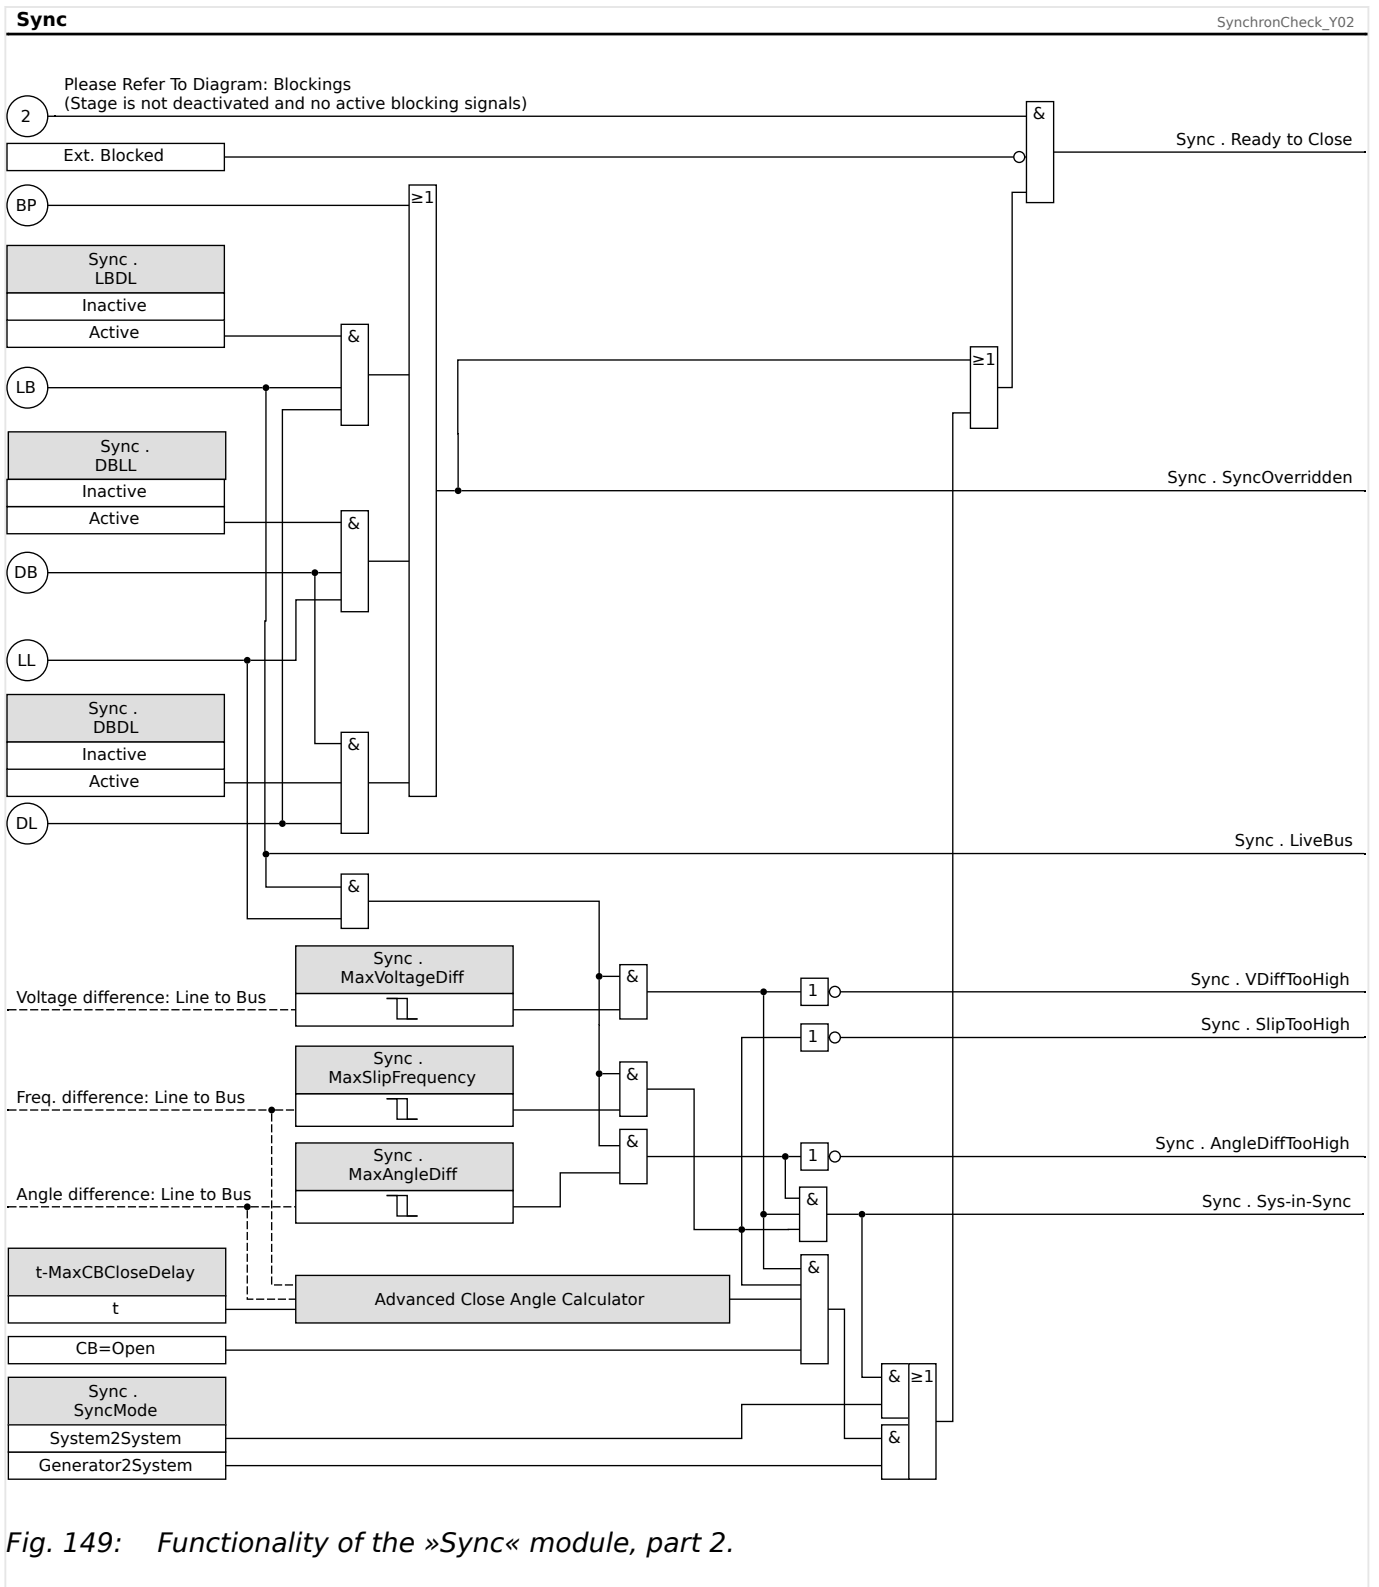 Sync
SynchronCheck_Y02
Please Refer To Diagram: Blockings
(Stage is not deactivated and no active blocking signals)
2
&
Sync . Ready to Close
Ext. Blocked
BP
≥1
Sync .
LBDL
Inactive
Active
&
LB
≥1
Sync .
DBLL
Inactive
Active
&
Sync . SyncOverridden
DB
LL
Sync .
DBDL
Inactive
Active
&
DL
Sync . LiveBus
&
Sync .
MaxVoltageDiff
Voltage difference: Line to Bus
&
1
Sync . VDiffTooHigh
1
Sync . SlipTooHigh
Sync .
MaxSlipFrequency
Freq. difference: Line to Bus
&
Sync .
MaxAngleDiff
Angle difference: Line to Bus
&
1
Sync . AngleDiffTooHigh
&
Sync . Sys-in-Sync
t-MaxCBCloseDelay
t
Advanced Close Angle Calculator
&
CB=Open
Sync .
SyncMode
System2System
Generator2System
&
≥1
&
Fig. 149: Functionality of the »Sync« module, part 2.